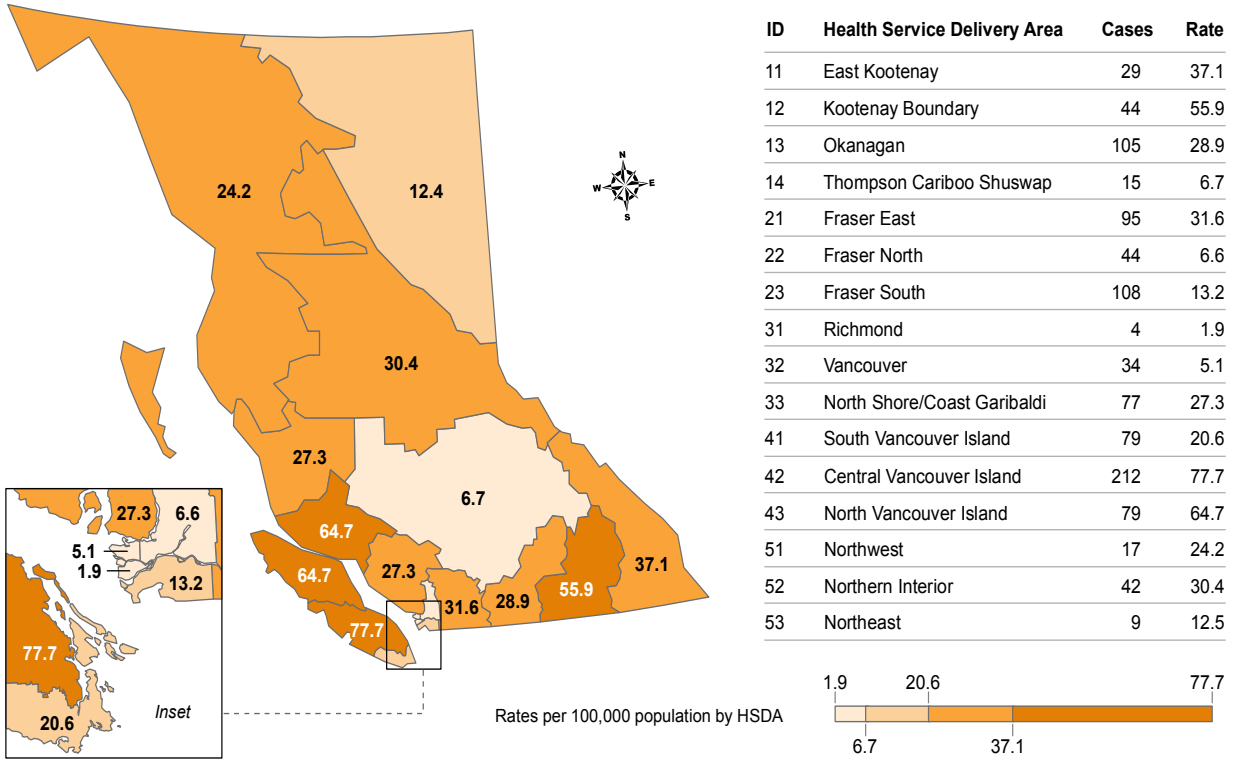 ID Health Service Delivery Area Cases Rate
11 East Kootenay 29 37.1
12 Kootenay Boundary 44 55.9
13 Okanagan 105 28.9
14 Thompson Cariboo Shuswap 15 6.7
21 Fraser East 95 31.6
22 Fraser North 44 6.6
23 Fraser South 108 13.2
31 Richmond 4 1.9
32 Vancouver 34 5.1
33 North Shore/Coast Garibaldi 77 27.3
41 South Vancouver Island 79 20.6
42 Central Vancouver Island 212 77.7
43 North Vancouver Island 79 64.7
51 Northwest 17 24.2
52 Northern Interior 42 30.4
53 Northeast 9 12.5
N
W E
S
24.2
12.4
30.4
27.3
6.7
64.7
64.7
27.3
37.1
55.9
31.6
28.9
77.7
27.3
6.6
5.1
1.9
13.2
77.7
20.6
Inset
Rates per 100,000 population by HSDA
1.9 20.6 77.7
6.7 37.1